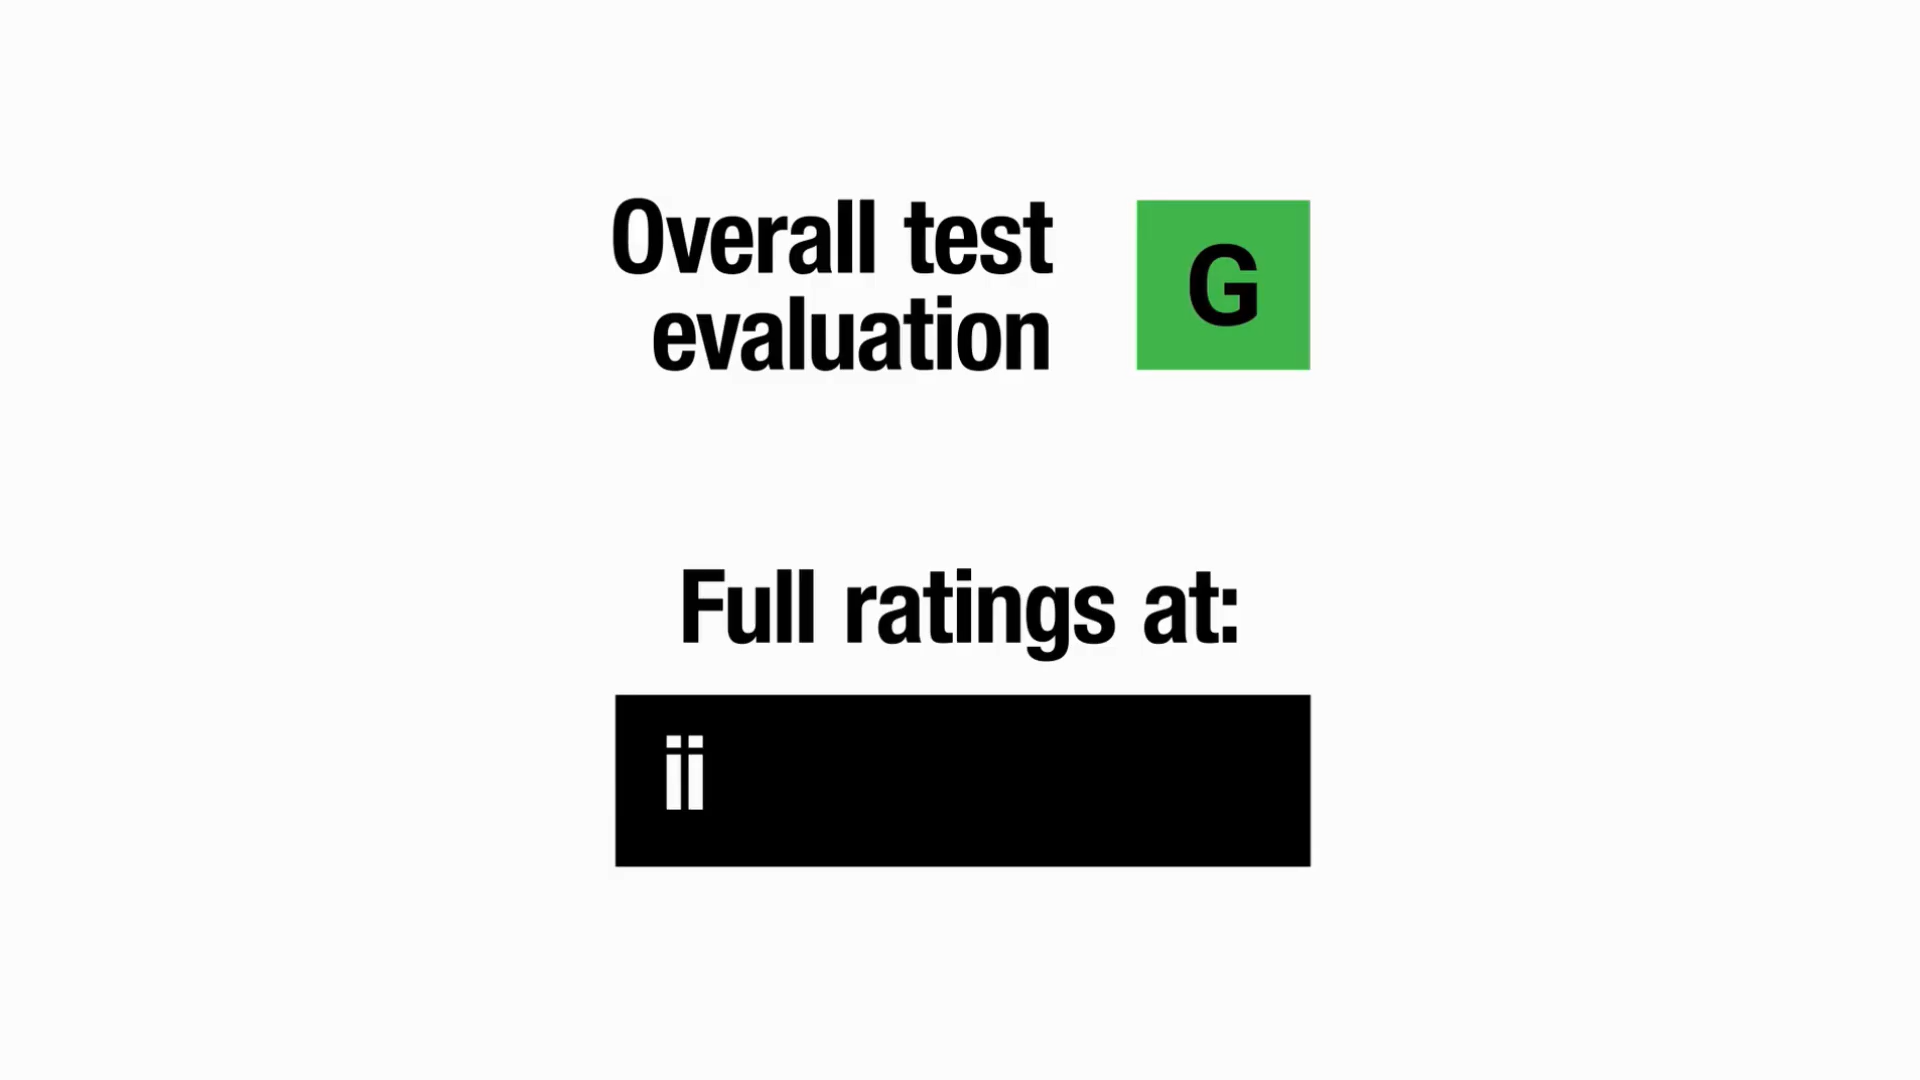 Overall test
evaluation
G
Full ratings at:
ii